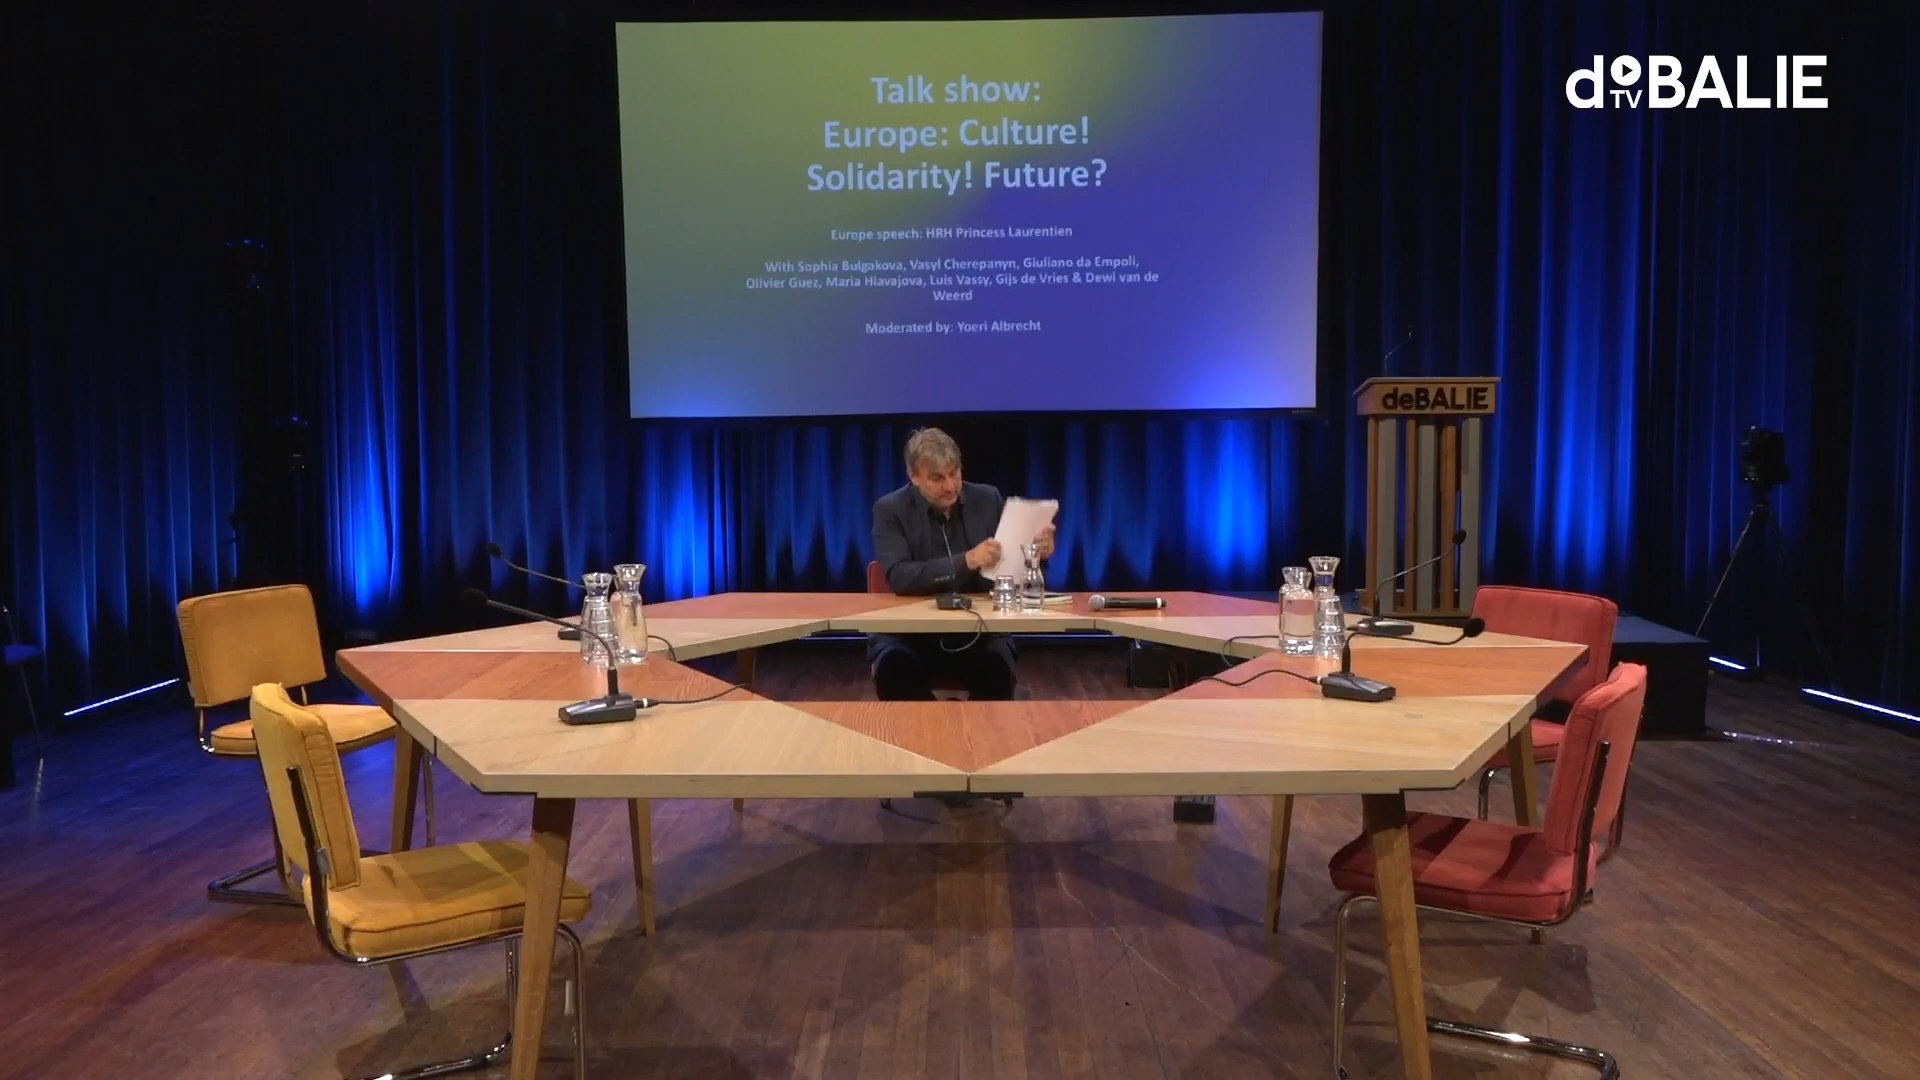 Talk show:
Europe: Culture!
Solidarity! Future?
Europe speech: HRH Princess Laurentien
With Sophia Bulgakova, Vasyl Cherepanyn, Giuliano da Empoli,
Olivier Guez, Maria Hlavajova, Luis Vassy, Gijs de Vries & Dewi van de
Weerd
Moderated by: Yoeri Albrecht
deBALIE TV
deBALIE